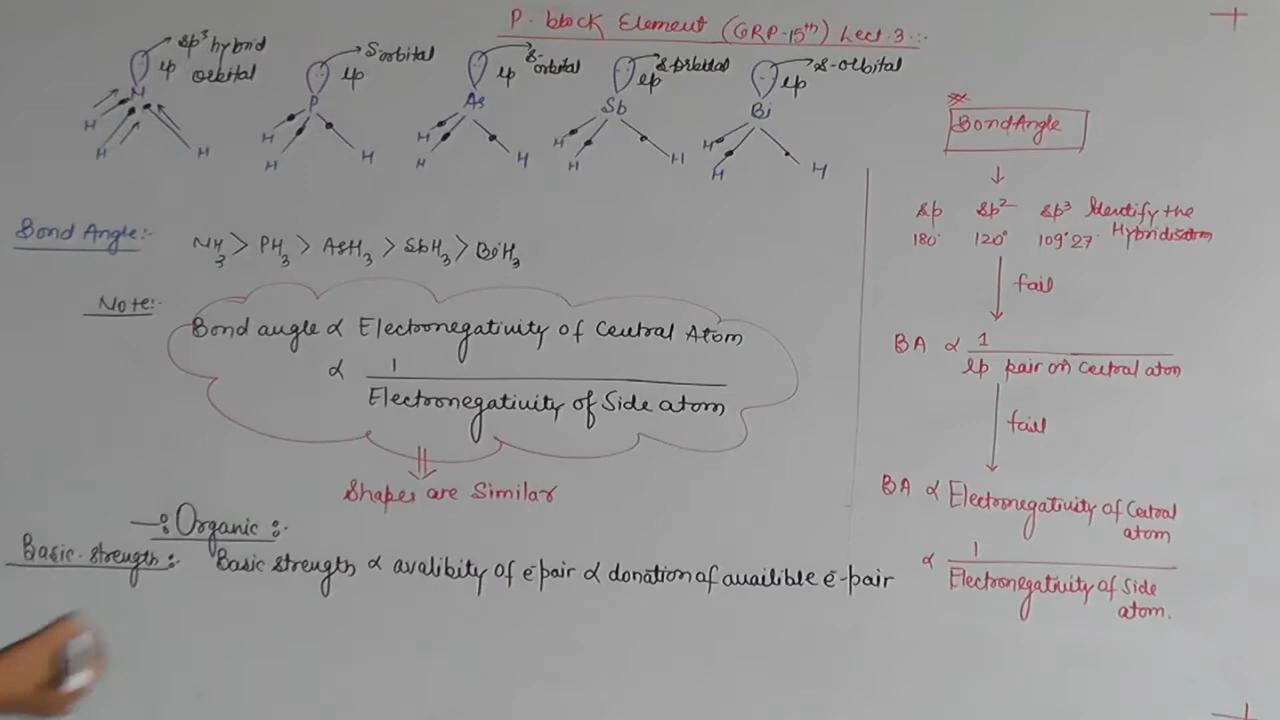 P. block Element (GRP-15th) Lect. 3 :-
sp³ hybrid
lp orbital
N
H
H
H
S orbital
lp
P
H
H
H
s-orbital
lp
As
H
H
H
s orbital
lp
Sb
H
H
H
s-orbital
lp
Bi
H
H
H
Bond Angle:- NH3 > PH3 > AsH3 > SbH3 > BiH3
Note:-
Bond angle ∝ Electronegativity of Central Atom
∝ 1
Electronegativity of Side atom
Shapes are Similar
Organic :-
Basic strength:- Basic strength ∝ avalibity of e⁻pair ∝ donation of availible e⁻-pair
Bond Angle
sp sp² sp³ Identify the
180° 120° 109°27' Hybridisation
fail
BA ∝ 1
lp pair on Central atom
fail
BA ∝ Electronegativity of Central
atom
∝ 1
Electronegativity of Side
atom.